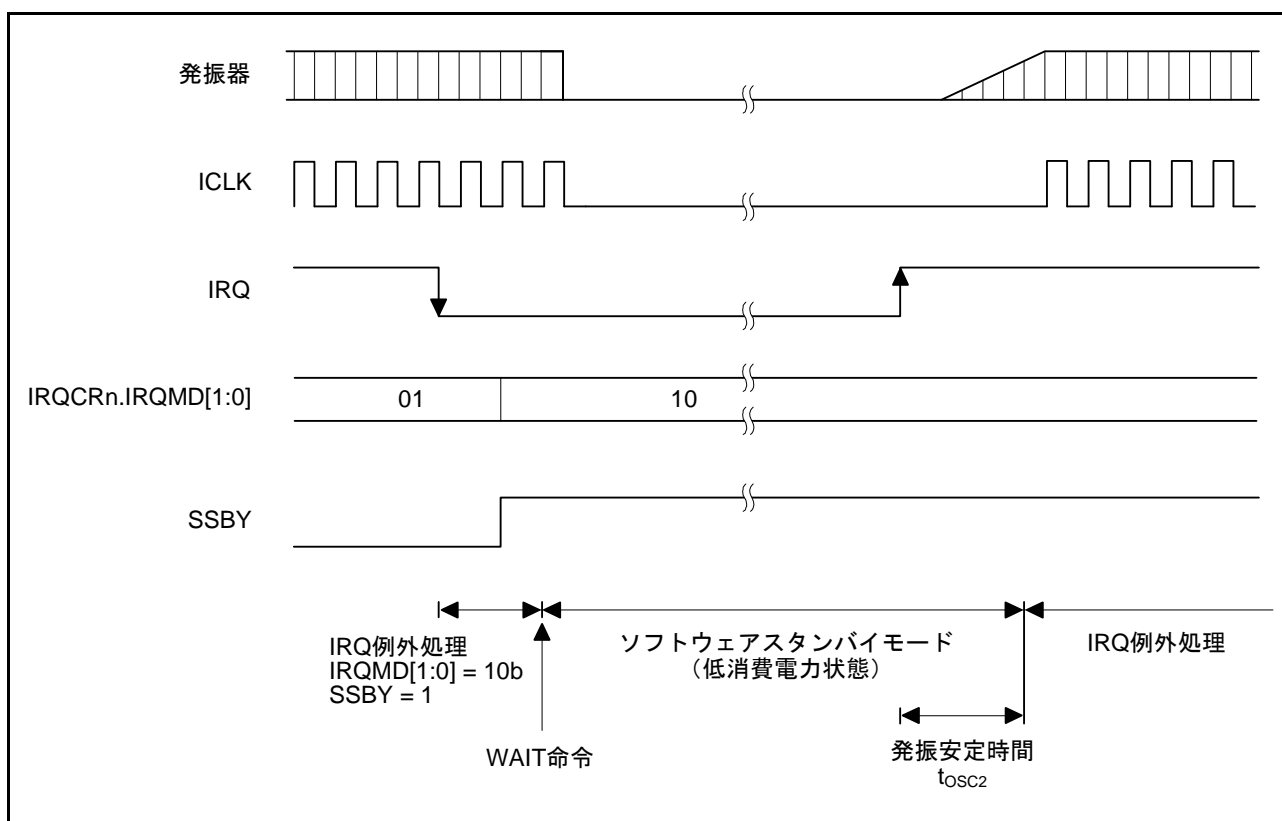 発振器
ICLK
IRQ
IRQCRn.IRQMD[1:0]
01
10
SSBY
IRQ例外処理
IRQMD[1:0] = 10b
SSBY = 1
WAIT命令
ソフトウェアスタンバイモード
（低消費電力状態）
発振安定時間
tOSC2
IRQ例外処理